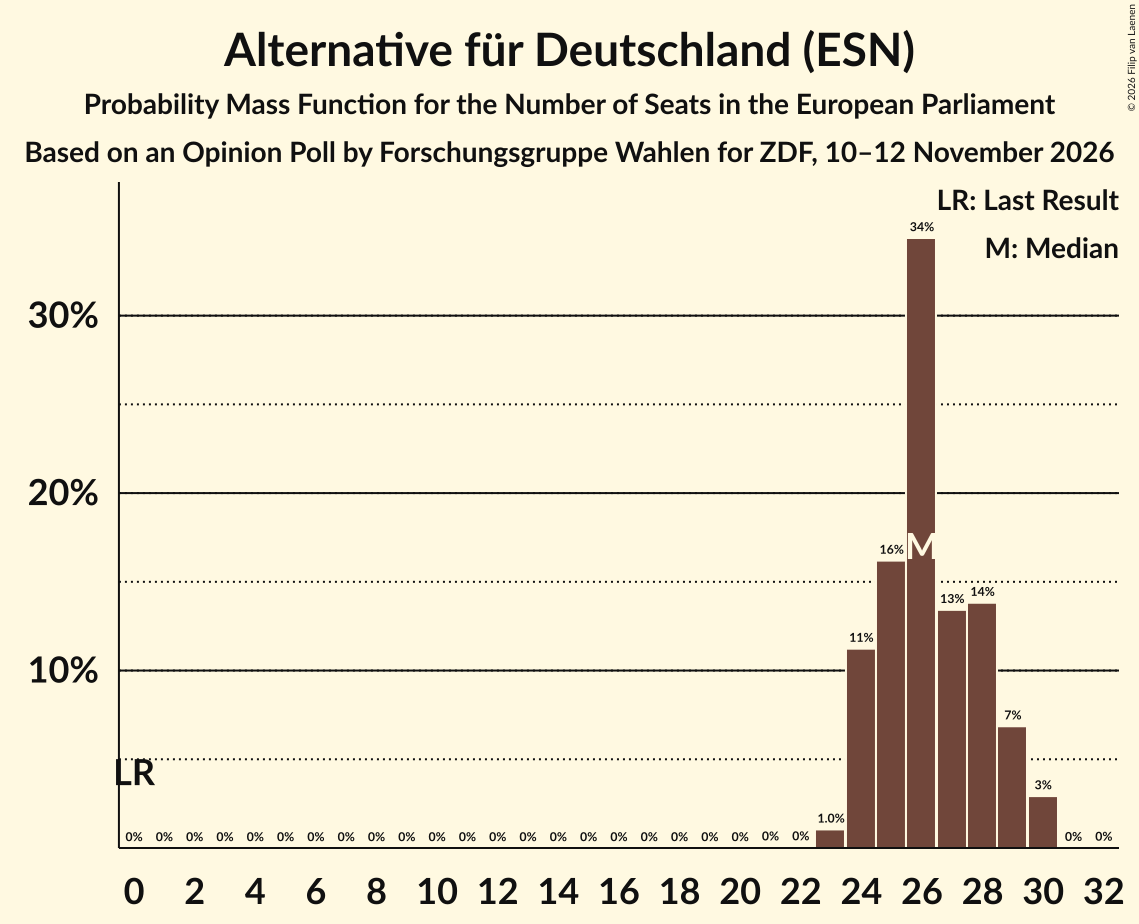 Alternative für Deutschland (ESN)
Probability Mass Function for the Number of Seats in the European Parliament
Based on an Opinion Poll by Forschungsgruppe Wahlen for ZDF, 10–12 November 2026
© 2026 Filip van Laenen
LR: Last Result
M: Median
34%
30%
20%
M
16%
14%
13%
11%
10%
7%
LR
3%
1.0%
0% 0% 0% 0% 0% 0% 0% 0% 0% 0% 0% 0% 0% 0% 0% 0% 0% 0% 0% 0% 0% 0% 0% 0% 0%
0 2 4 6 8 10 12 14 16 18 20 22 24 26 28 30 32